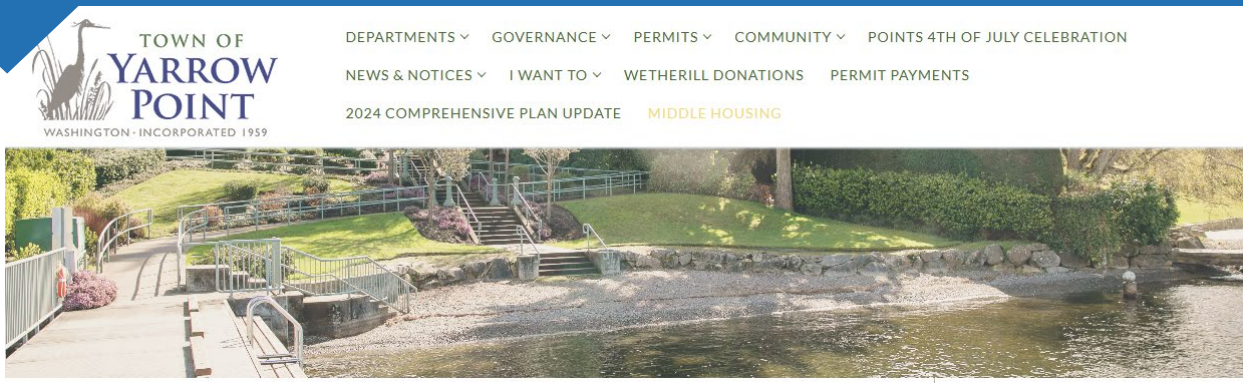 TOWN OF
YARROW
POINT
WASHINGTON · INCORPORATED 1959
DEPARTMENTS GOVERNANCE PERMITS COMMUNITY POINTS 4TH OF JULY CELEBRATION
NEWS & NOTICES I WANT TO WETHERILL DONATIONS PERMIT PAYMENTS
2024 COMPREHENSIVE PLAN UPDATE MIDDLE HOUSING